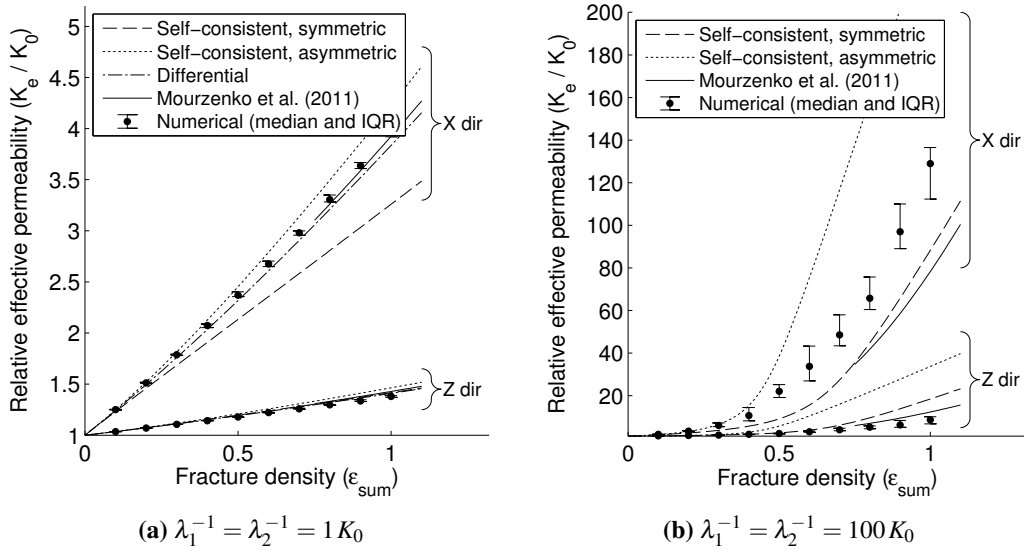 Relative effective permeability (K_e / K_0)
5
4.5
4
3.5
3
2.5
2
1.5
1
Self−consistent, symmetric
Self−consistent, asymmetric
Differential
Mourzenko et al. (2011)
Numerical (median and IQR)
X dir
Z dir
0
0.5
1
Fracture density (ε_sum)
(a) λ_1^{-1} = λ_2^{-1} = 1 K_0
Relative effective permeability (K_e / K_0)
200
180
160
140
120
100
80
60
40
20
Self−consistent, symmetric
Self−consistent, asymmetric
Mourzenko et al. (2011)
Numerical (median and IQR)
X dir
Z dir
0
0.5
1
Fracture density (ε_sum)
(b) λ_1^{-1} = λ_2^{-1} = 100 K_0